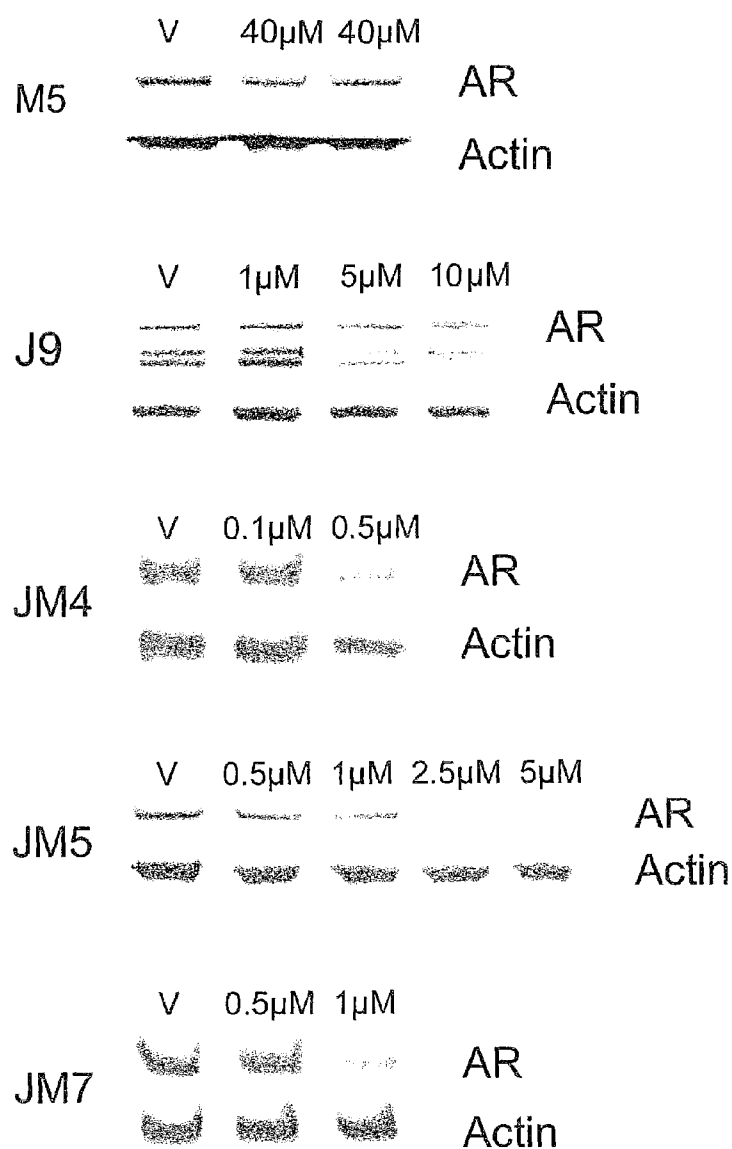 V 40µM 40µM
M5 AR
Actin
V 1µM 5µM 10µM
J9 AR
Actin
V 0.1µM 0.5µM
JM4 AR
Actin
V 0.5µM 1µM 2.5µM 5µM
JM5 AR
Actin
V 0.5µM 1µM
JM7 AR
Actin